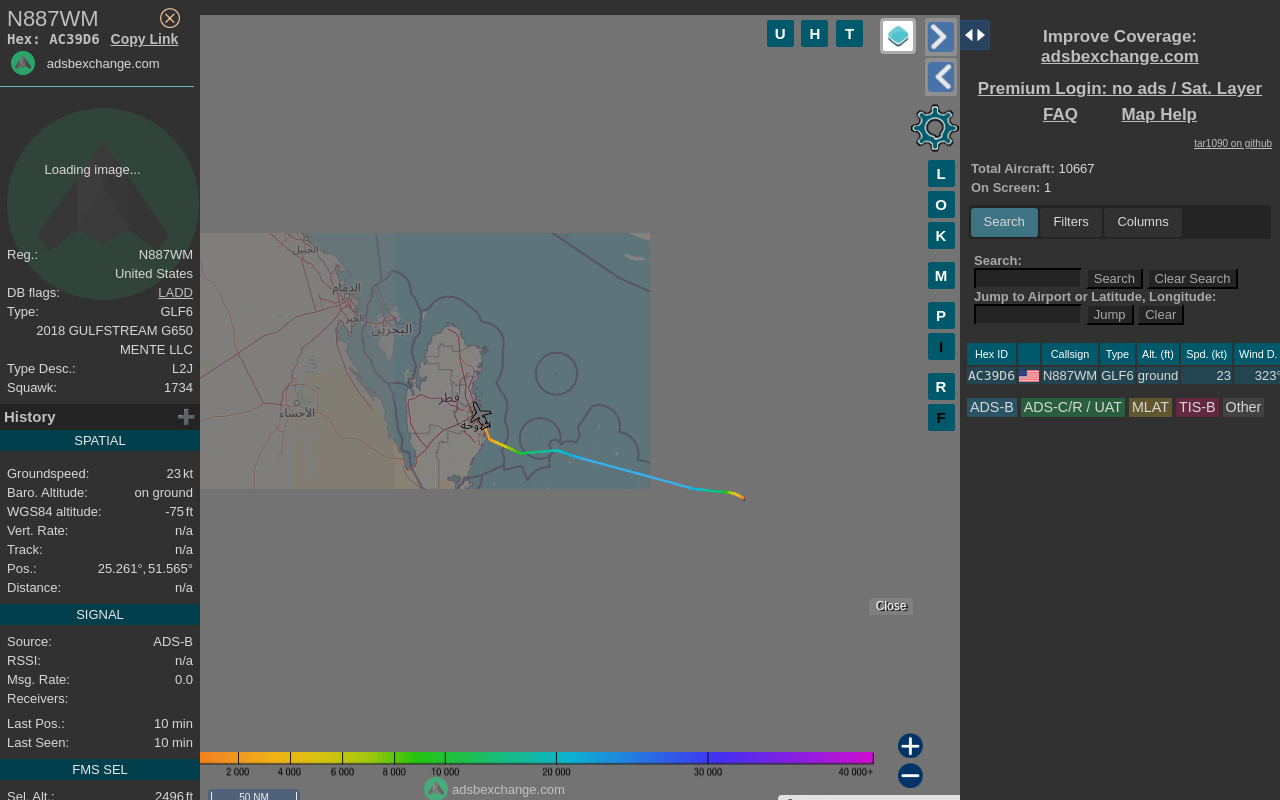 N887WM
Hex: AC39D6 Copy Link
adsbexchange.com
Loading image...
Reg.: N887WM
United States
DB flags: LADD
Type: GLF6
2018 GULFSTREAM G650
MENTE LLC
Type Desc.: L2J
Squawk: 1734
History
SPATIAL
Groundspeed: 23 kt
Baro. Altitude: on ground
WGS84 altitude: -75 ft
Vert. Rate: n/a
Track: n/a
Pos.: 25.261°, 51.565°
Distance: n/a
SIGNAL
Source: ADS-B
RSSI: n/a
Msg. Rate: 0.0
Receivers:
Last Pos.: 10 min
Last Seen: 10 min
FMS SEL
Sel. Alt.: 2496 ft
U H T
L
O
K
M
P
I
R
F
الجبيل
الدمام
الخبر
البحرين
قطر
الدوحة
الأحساء
Close
2 000 4 000 6 000 8 000 10 000 20 000 30 000 40 000+
adsbexchange.com
50 NM
Improve Coverage:
adsbexchange.com
Premium Login: no ads / Sat. Layer
FAQ Map Help
tar1090 on github
Total Aircraft: 10667
On Screen: 1
Search Filters Columns
Search:
Search Clear Search
Jump to Airport or Latitude, Longitude:
Jump Clear
Hex ID Callsign Type Alt. (ft) Spd. (kt) Wind D.
AC39D6 N887WM GLF6 ground 23 323°
ADS-B ADS-C/R / UAT MLAT TIS-B Other